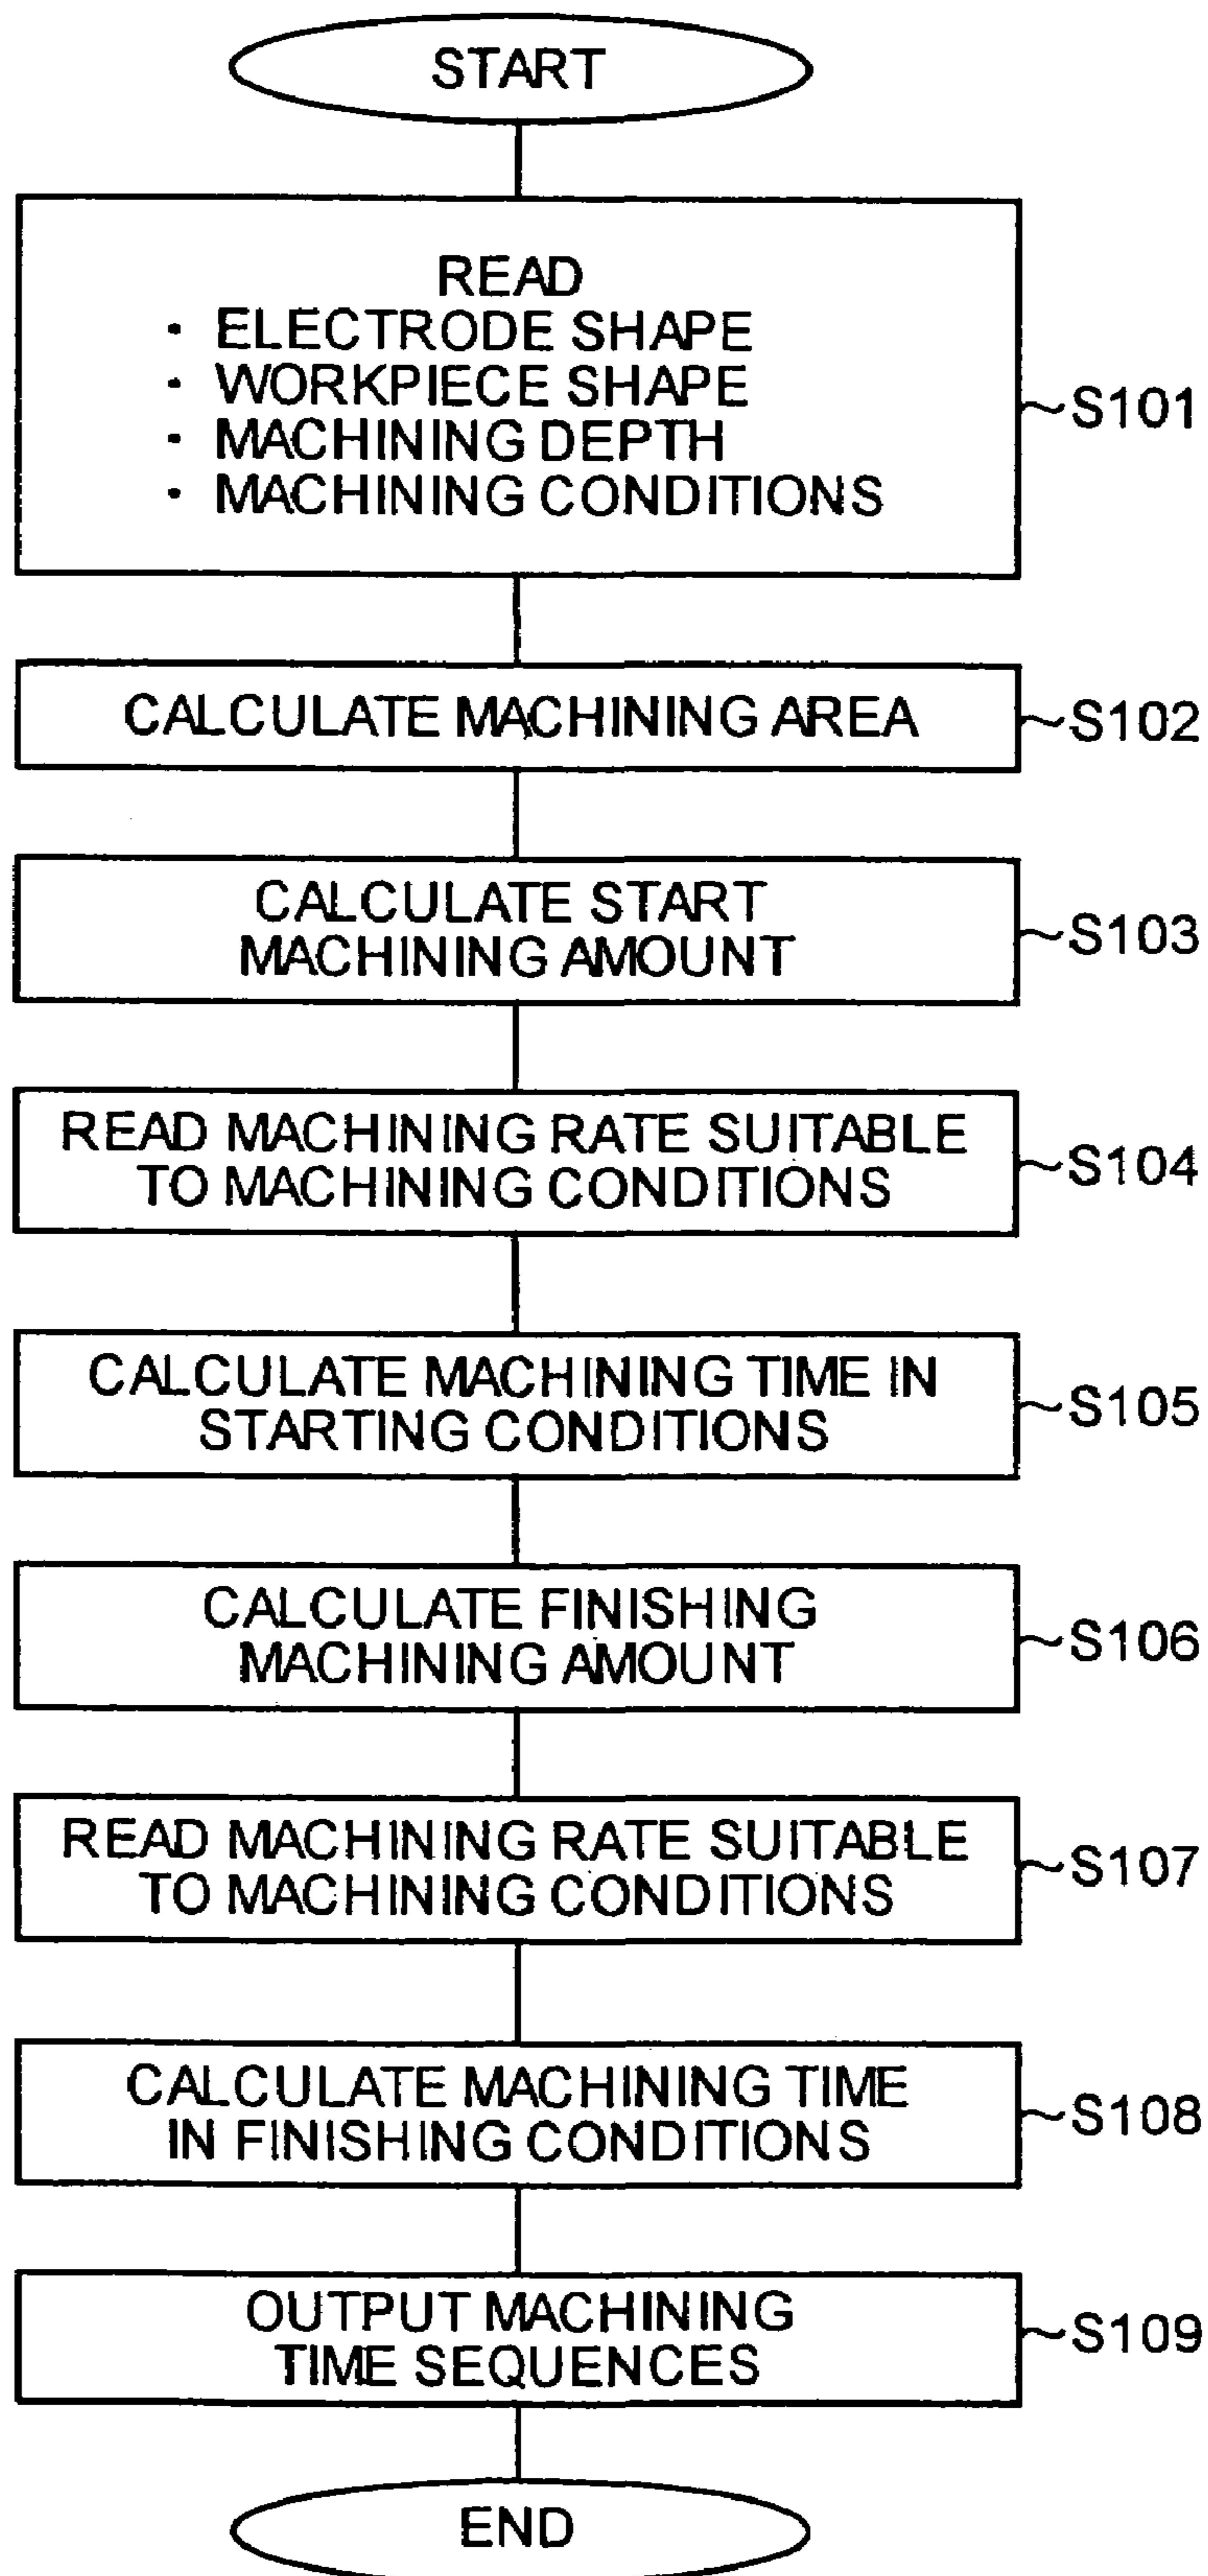 START
READ
· ELECTRODE SHAPE
· WORKPIECE SHAPE
· MACHINING DEPTH
· MACHINING CONDITIONS
~S101
CALCULATE MACHINING AREA
~S102
CALCULATE START
MACHINING AMOUNT
~S103
READ MACHINING RATE SUITABLE
TO MACHINING CONDITIONS
~S104
CALCULATE MACHINING TIME IN
STARTING CONDITIONS
~S105
CALCULATE FINISHING
MACHINING AMOUNT
~S106
READ MACHINING RATE SUITABLE
TO MACHINING CONDITIONS
~S107
CALCULATE MACHINING TIME
IN FINISHING CONDITIONS
~S108
OUTPUT MACHINING
TIME SEQUENCES
~S109
END